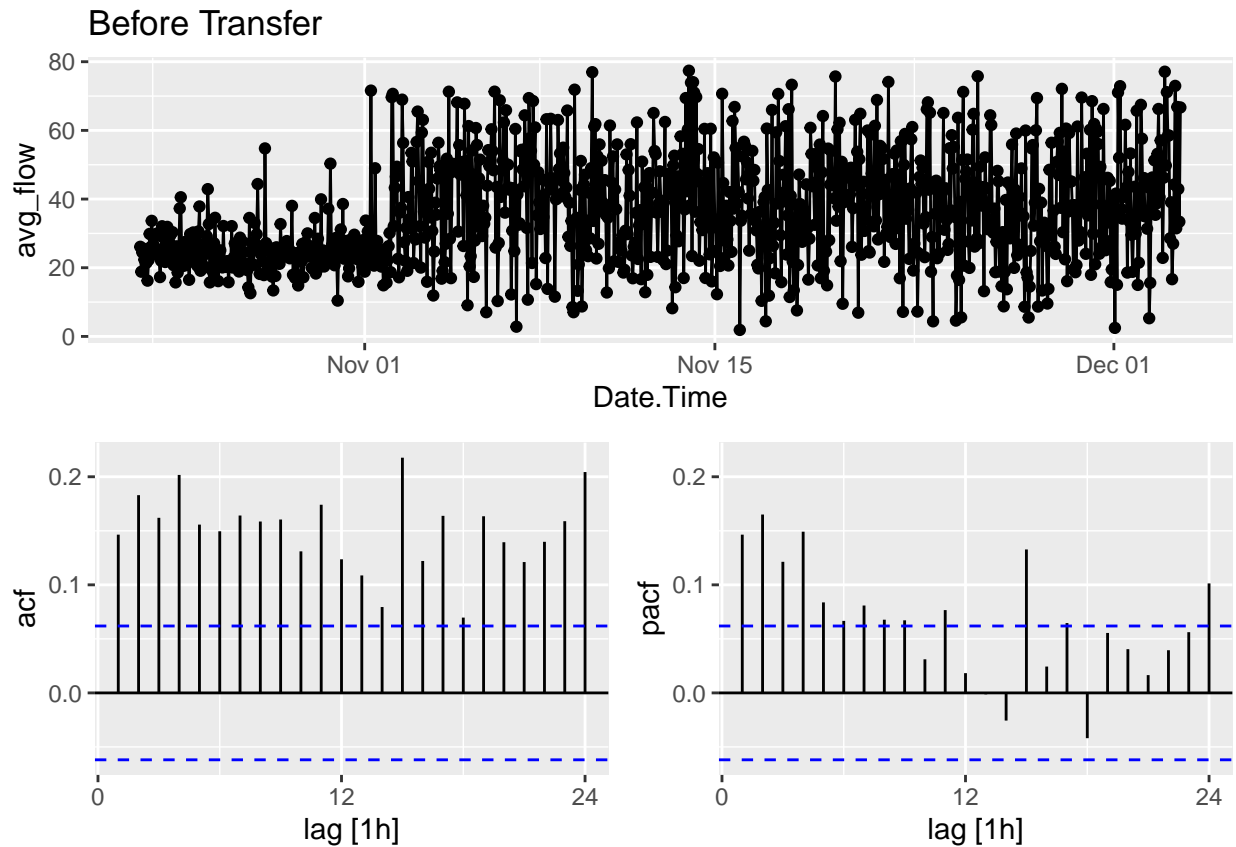 Before Transfer
80
60
40
20
0
avg_flow
Nov 01
Nov 15
Dec 01
Date.Time
0.2
0.1
0.0
acf
0
12
24
lag [1h]
0.2
0.1
0.0
pacf
0
12
24
lag [1h]